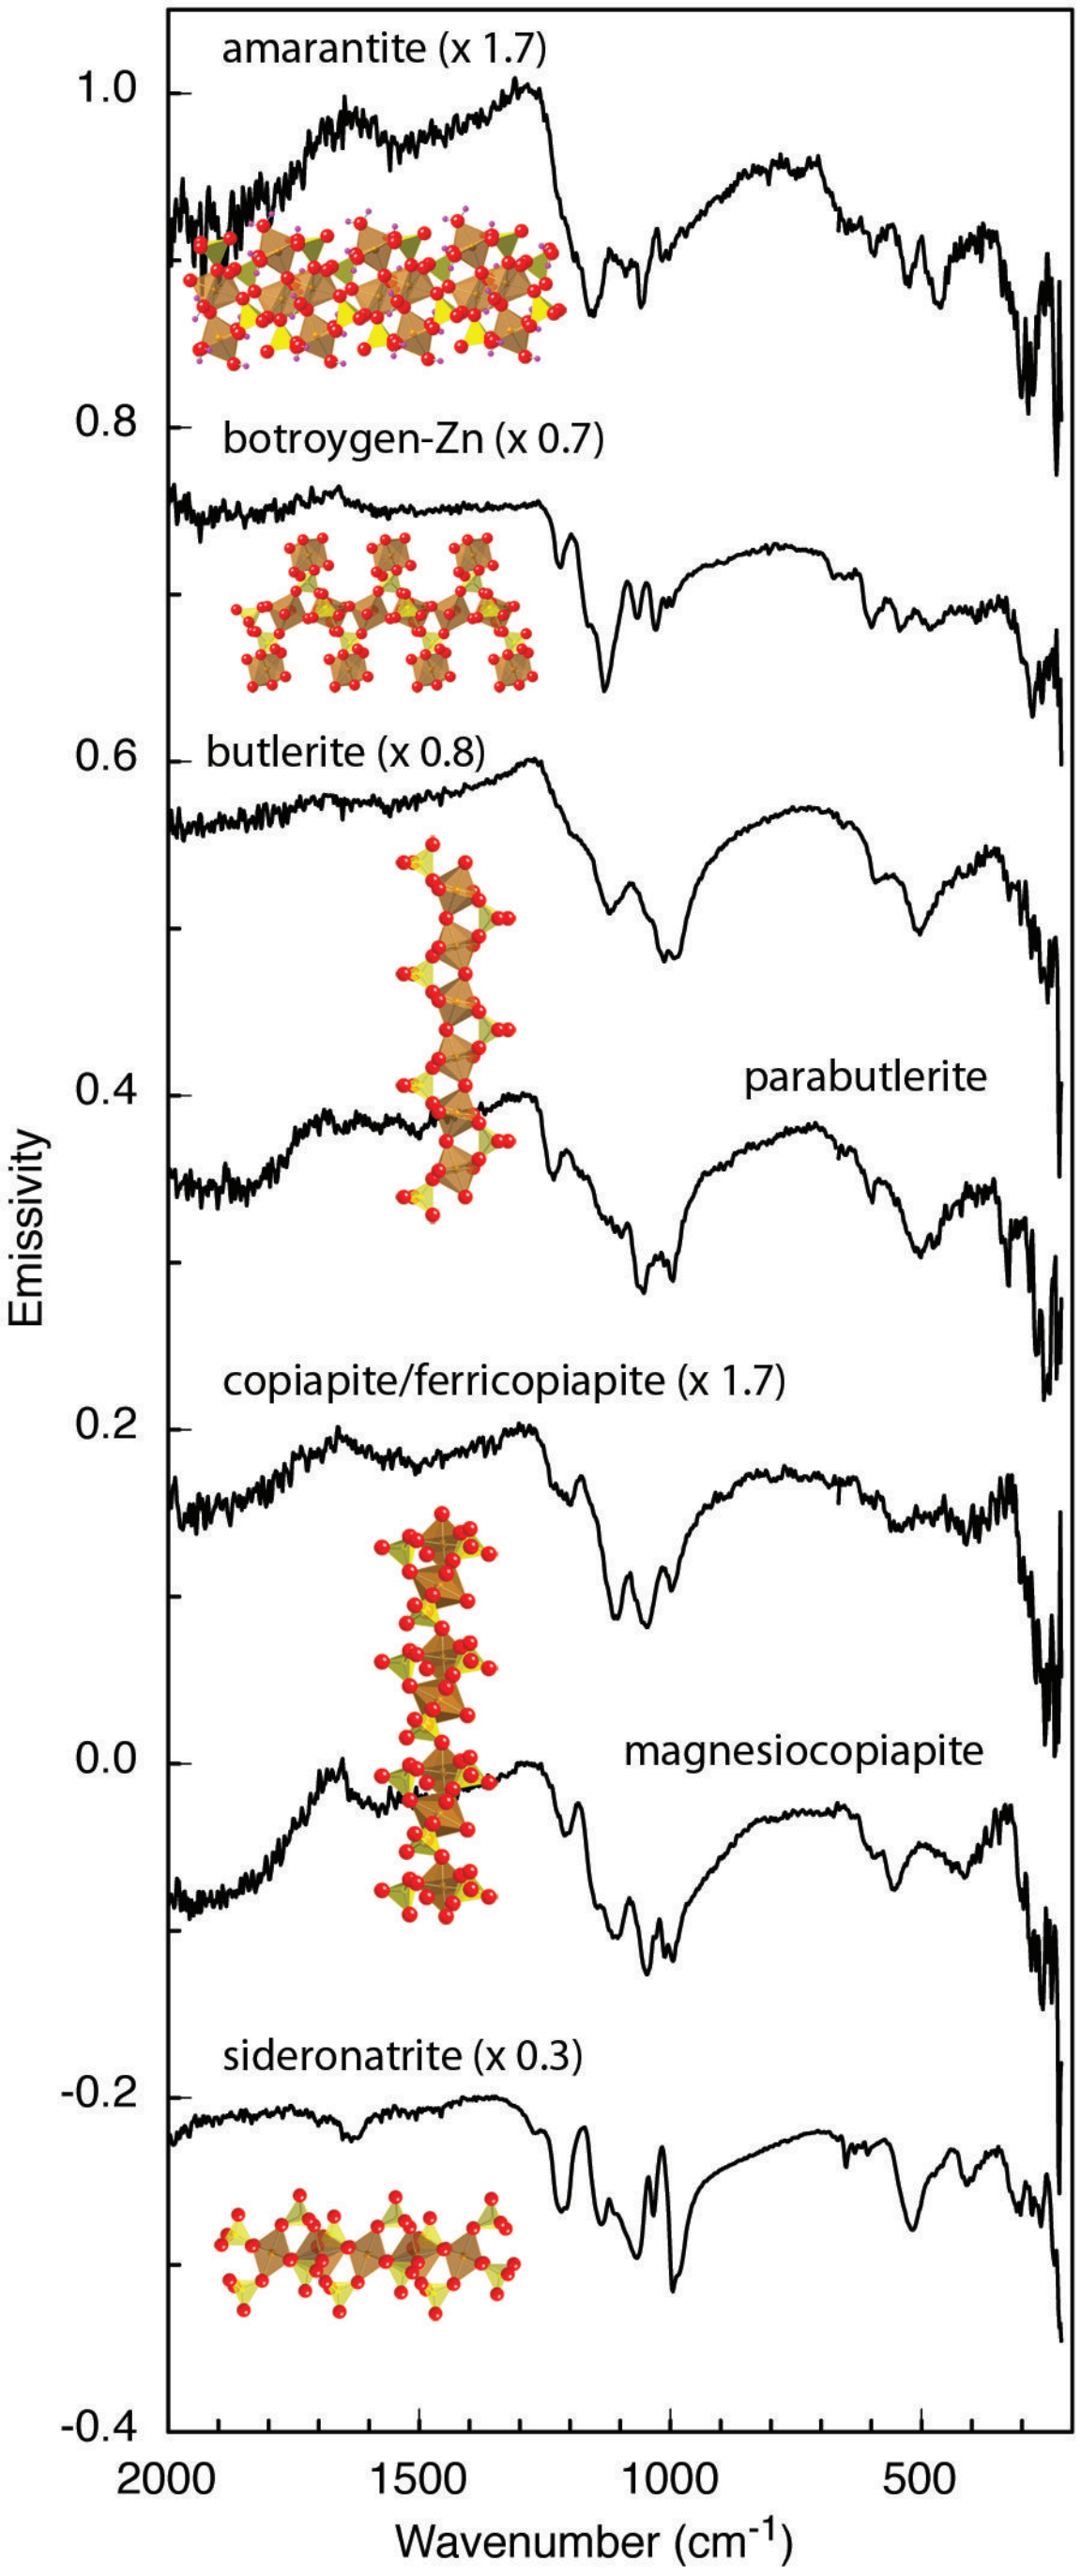 amarantite (x 1.7)
1.0
0.8
botroygen-Zn (x 0.7)
0.6
butlerite (x 0.8)
parabutlerite
0.4
Emissivity
copiapite/ferricopiapite (x 1.7)
0.2
magnesiocopiapite
0.0
sideronatrite (x 0.3)
-0.2
-0.4
2000 1500 1000 500
Wavenumber (cm-1)